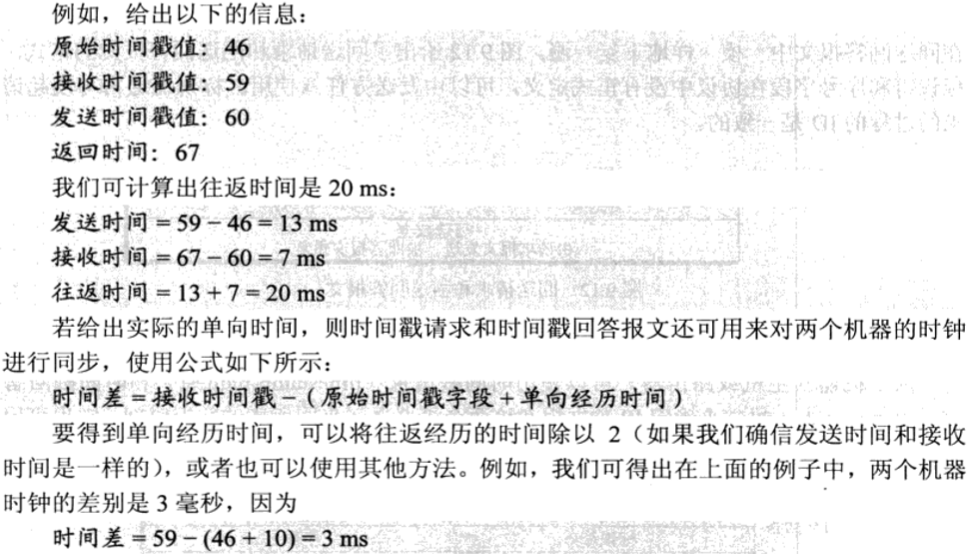 例如，给出以下的信息：
原始时间戳值：46
接收时间戳值：59
发送时间戳值：60
返回时间：67
我们可计算出往返时间是 20 ms：
发送时间 = 59 – 46 = 13 ms
接收时间 = 67 – 60 = 7 ms
往返时间 = 13 + 7 = 20 ms
若给出实际的单向时间，则时间戳请求和时间戳回答报文还可用来对两个机器的时钟
进行同步，使用公式如下所示：
时间差 = 接收时间戳 –（原始时间戳字段 + 单向经历时间）
要得到单向经历时间，可以将往返经历的时间除以 2（如果我们确信发送时间和接收
时间是一样的），或者也可以使用其他方法。例如，我们可得出在上面的例子中，两个机器
时钟的差别是 3 毫秒，因为
时间差 = 59 – (46 + 10) = 3 ms